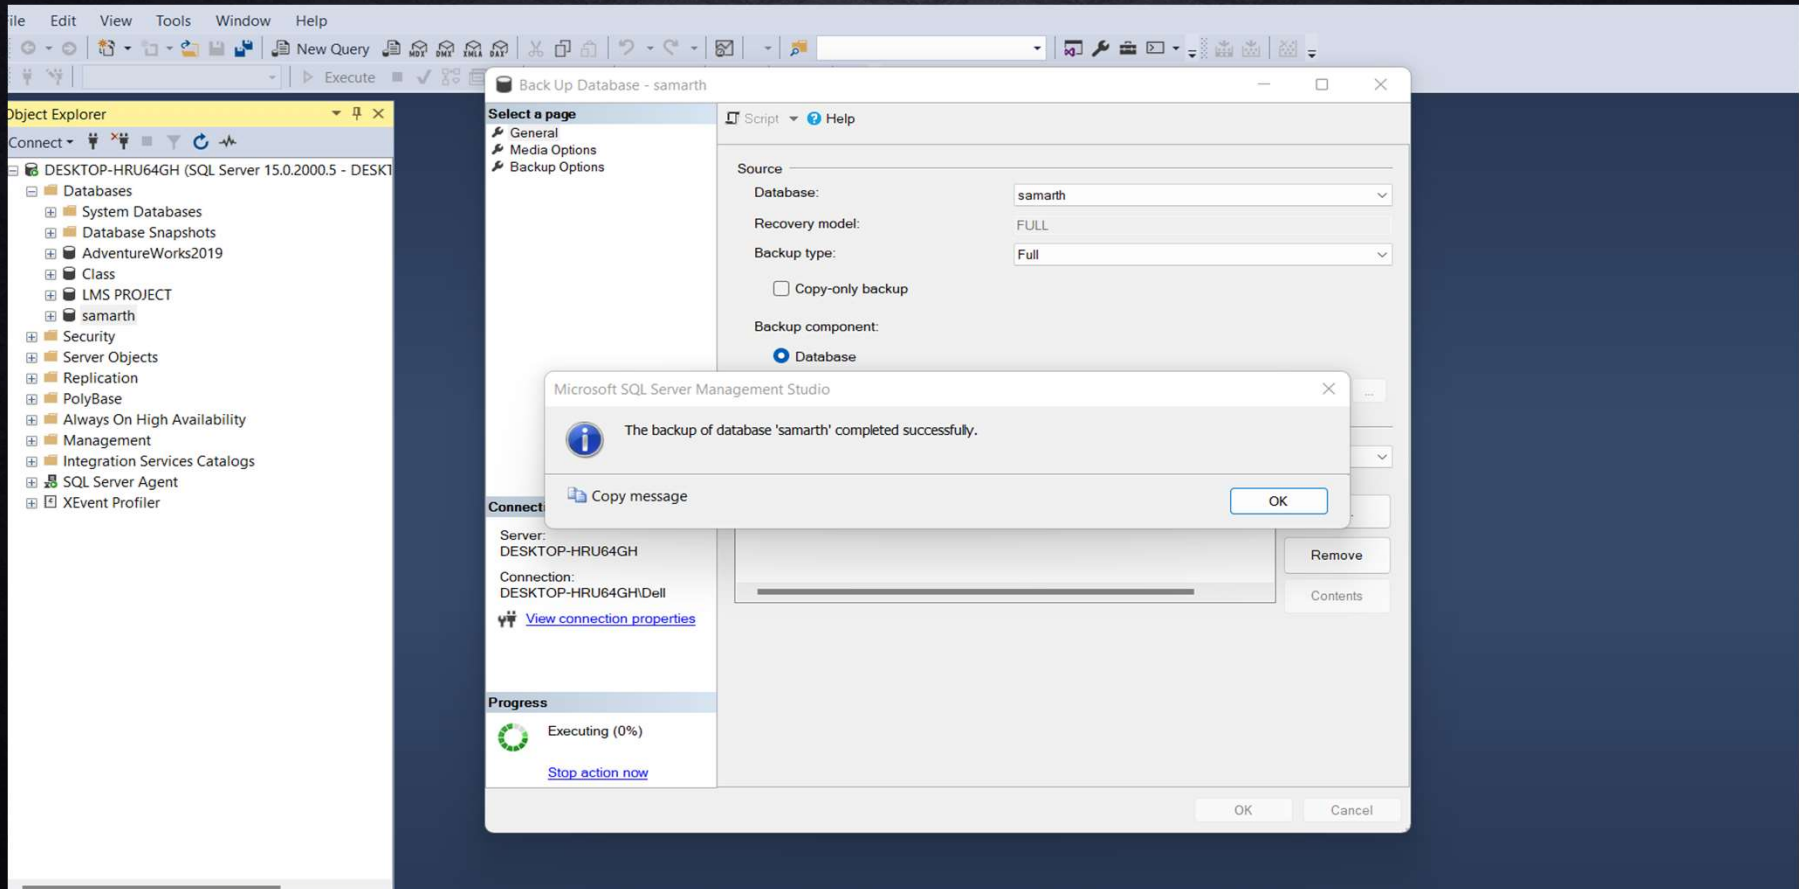 ile Edit View Tools Window Help
New Query MDX DMX XMLA DAX
Execute
Object Explorer
Connect
DESKTOP-HRU64GH (SQL Server 15.0.2000.5 - DESKT
Databases
System Databases
Database Snapshots
AdventureWorks2019
Class
LMS PROJECT
samarth
Security
Server Objects
Replication
PolyBase
Always On High Availability
Management
Integration Services Catalogs
SQL Server Agent
XEvent Profiler
Back Up Database - samarth
Select a page
General
Media Options
Backup Options
Script Help
Source
Database: samarth
Recovery model: FULL
Backup type: Full
Copy-only backup
Backup component:
Database
...
Microsoft SQL Server Management Studio
The backup of database 'samarth' completed successfully.
Copy message
OK
Connecti
Server:
DESKTOP-HRU64GH
Connection:
DESKTOP-HRU64GH\Dell
View connection properties
Remove
Contents
Progress
Executing (0%)
Stop action now
OK Cancel